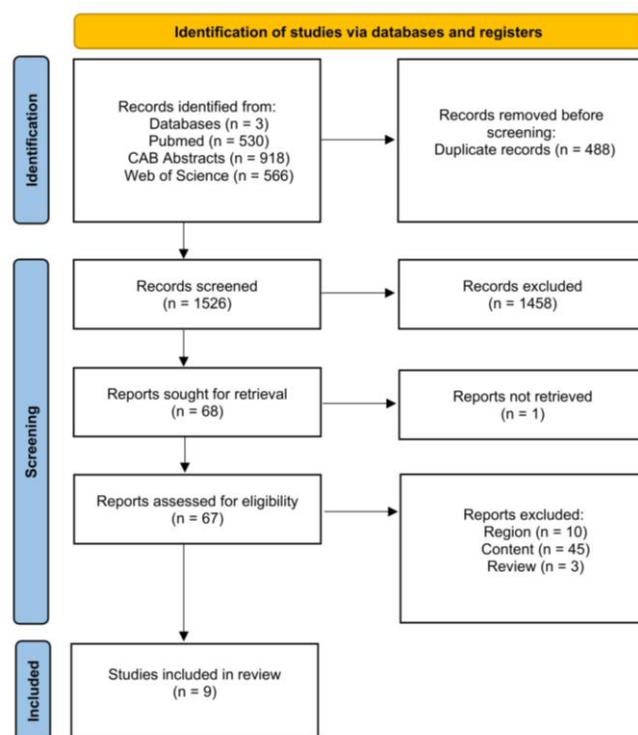 Identification of studies via databases and registers
Identification
Records identified from:
Databases (n = 3)
Pubmed (n = 530)
CAB Abstracts (n = 918)
Web of Science (n = 566)
Records removed before
screening:
Duplicate records (n = 488)
Screening
Records screened
(n = 1526)
Records excluded
(n = 1458)
Reports sought for retrieval
(n = 68)
Reports not retrieved
(n = 1)
Reports assessed for eligibility
(n = 67)
Reports excluded:
Region (n = 10)
Content (n = 45)
Review (n = 3)
Included
Studies included in review
(n = 9)